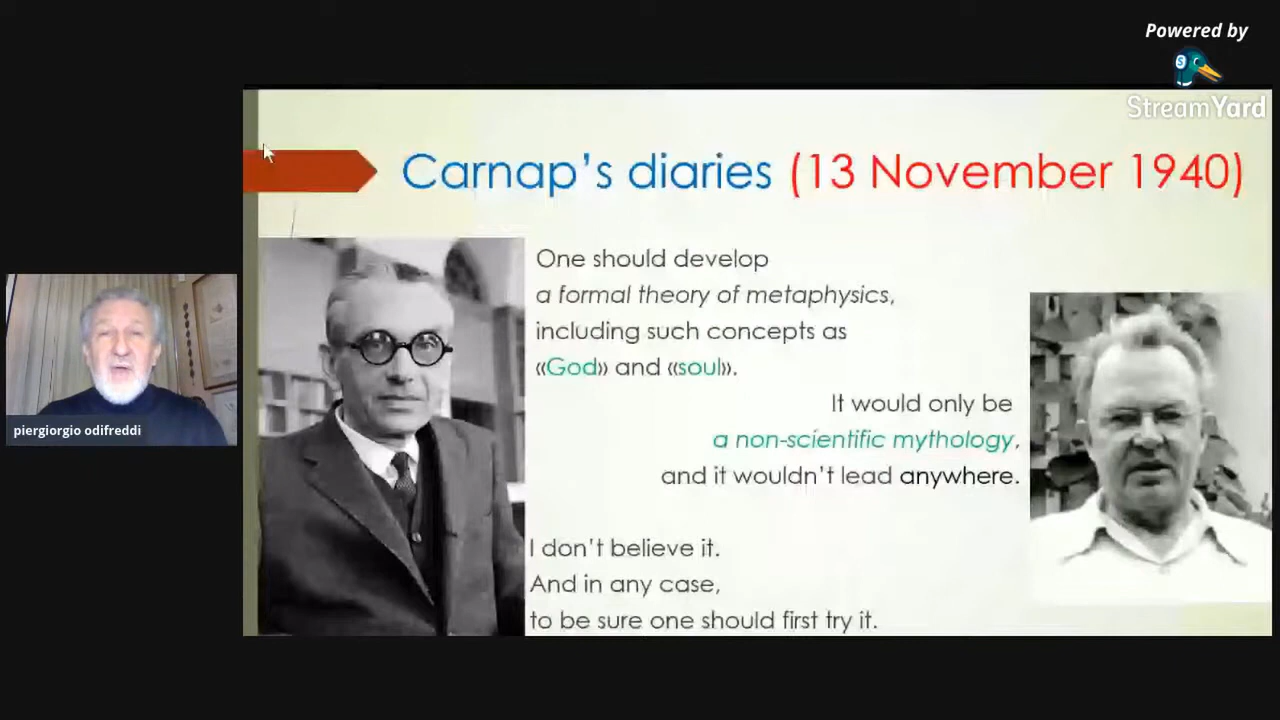 Powered by
S
StreamYard
Carnap's diaries (13 November 1940)
One should develop
a formal theory of metaphysics,
including such concepts as
«God» and «soul».
It would only be
a non-scientific mythology,
and it wouldn't lead anywhere.
I don't believe it.
And in any case,
to be sure one should first try it.
piergiorgio odifreddi